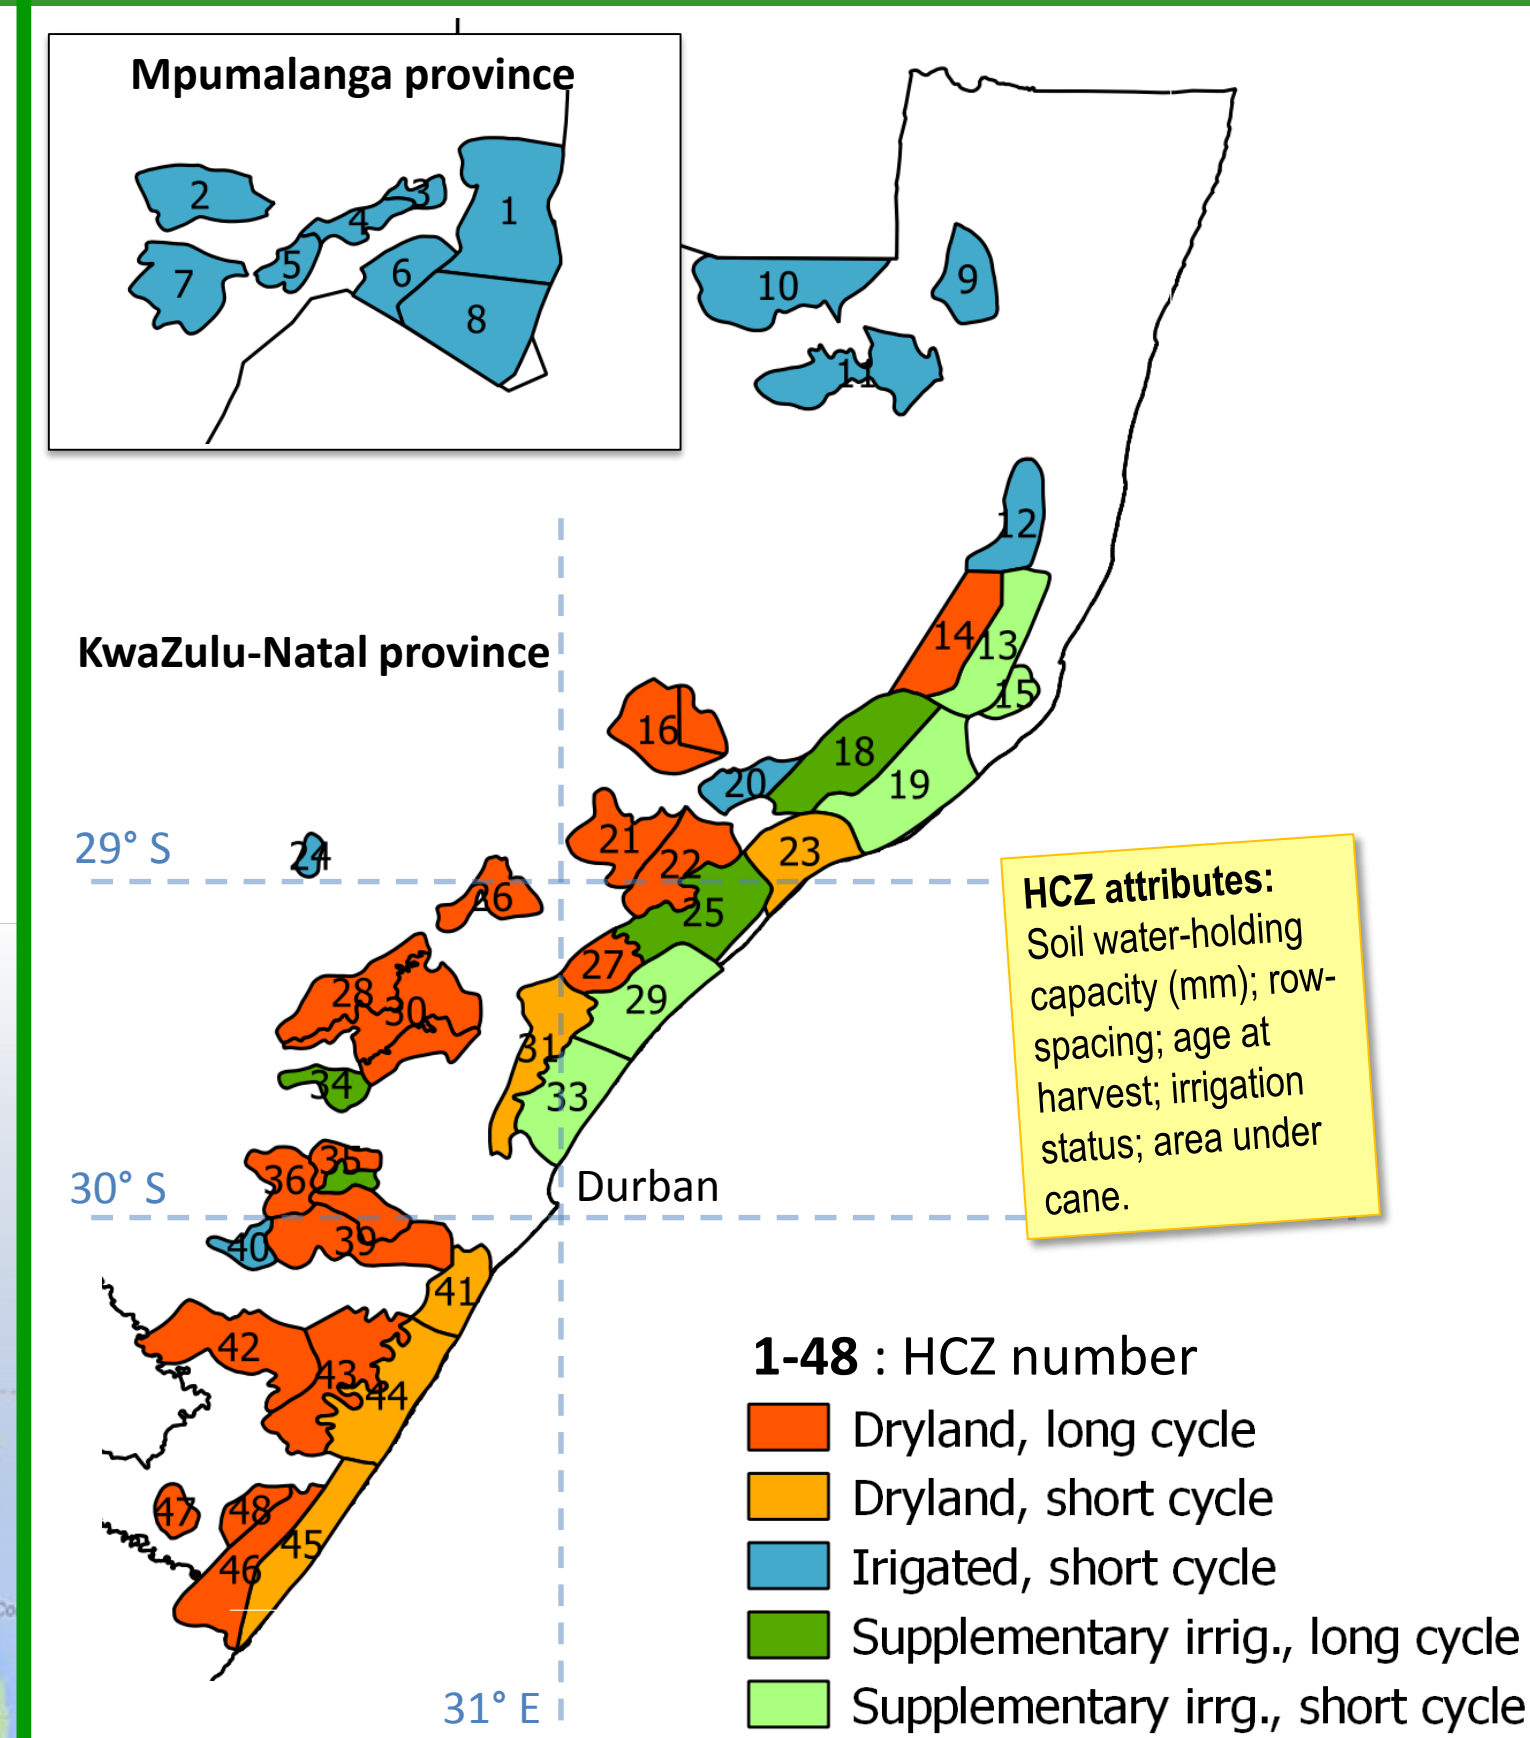 Mpumalanga province
2
3
1
4
5
7
6
8
10
9
11
12
KwaZulu-Natal province
14
13
15
16
18
20
19
21
23
22
29° S
24
26
25
27
28
29
30
31
34
33
35
36
30° S
Durban
39
40
41
42
43
44
47
48
45
46
31° E
HCZ attributes:
Soil water-holding
capacity (mm); row-
spacing; age at
harvest; irrigation
status; area under
cane.
1-48 : HCZ number
Dryland, long cycle
Dryland, short cycle
Irigated, short cycle
Supplementary irrig., long cycle
Supplementary irrg., short cycle